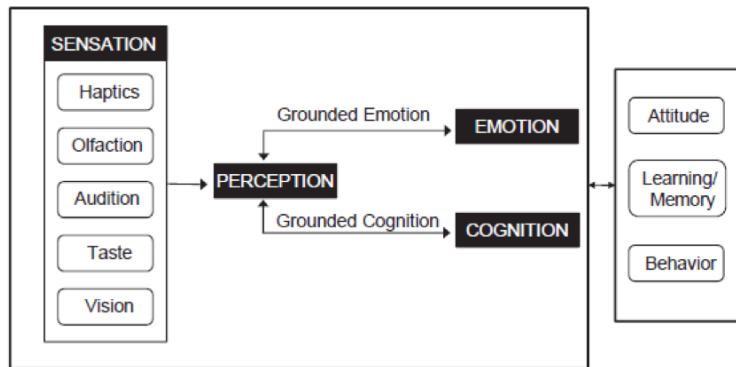 SENSATION
Haptics
Olfaction
Audition
Taste
Vision
PERCEPTION
Grounded Emotion
EMOTION
Grounded Cognition
COGNITION
Attitude
Learning/
Memory
Behavior